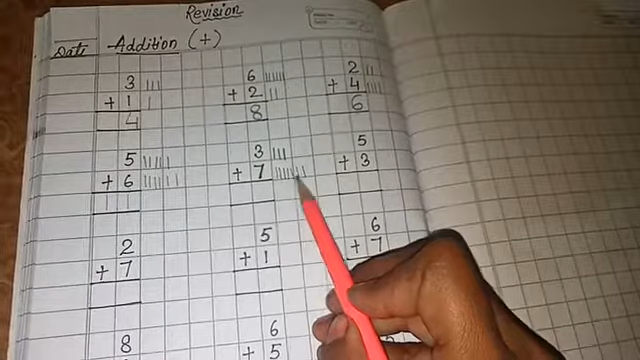 Revision
Date Addition (+)
3 6 2
+ 1 + 2 + 4
4 8 6
5 3 5
+ 6 + 7 + 3
11
2 5 6
+ 7 + 1 + 7
8 6
+ 5